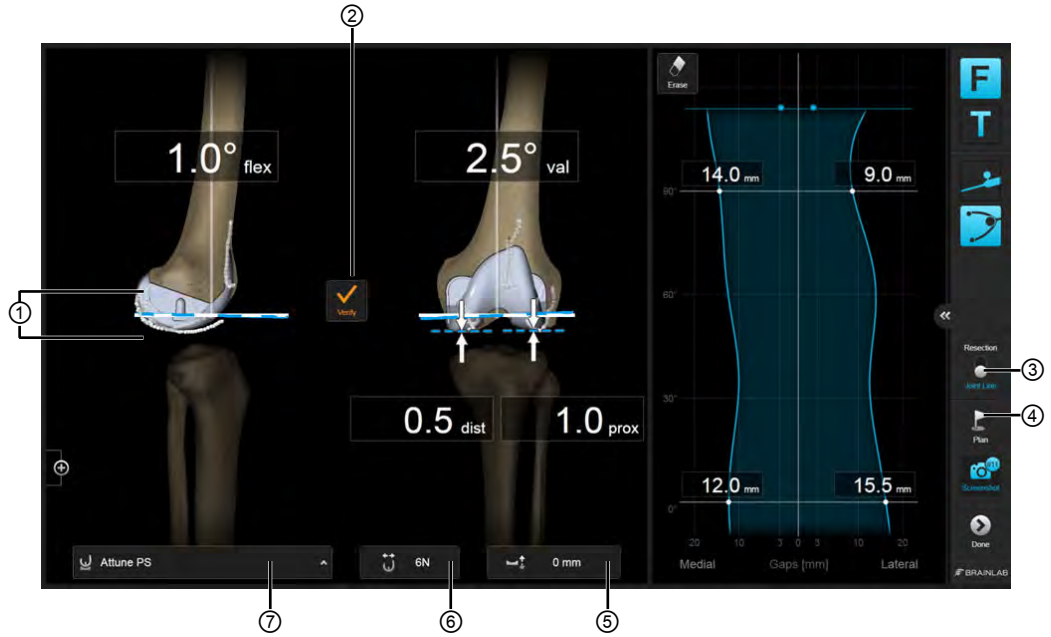 ②
Erase
F
T
1.0° flex
2.5° val
14.0 mm
9.0 mm
90°
Verify
①
60°
Resection
Joint Line
③
30°
④
Plan
0.5 dist
1.0 prox
911
Screenshot
12.0 mm
15.5 mm
0°
Done
20 10 3 0 3 10 20
Medial Gaps [mm] Lateral
Attune PS
6N
0 mm
BRAINLAB
⑦
⑥
⑤